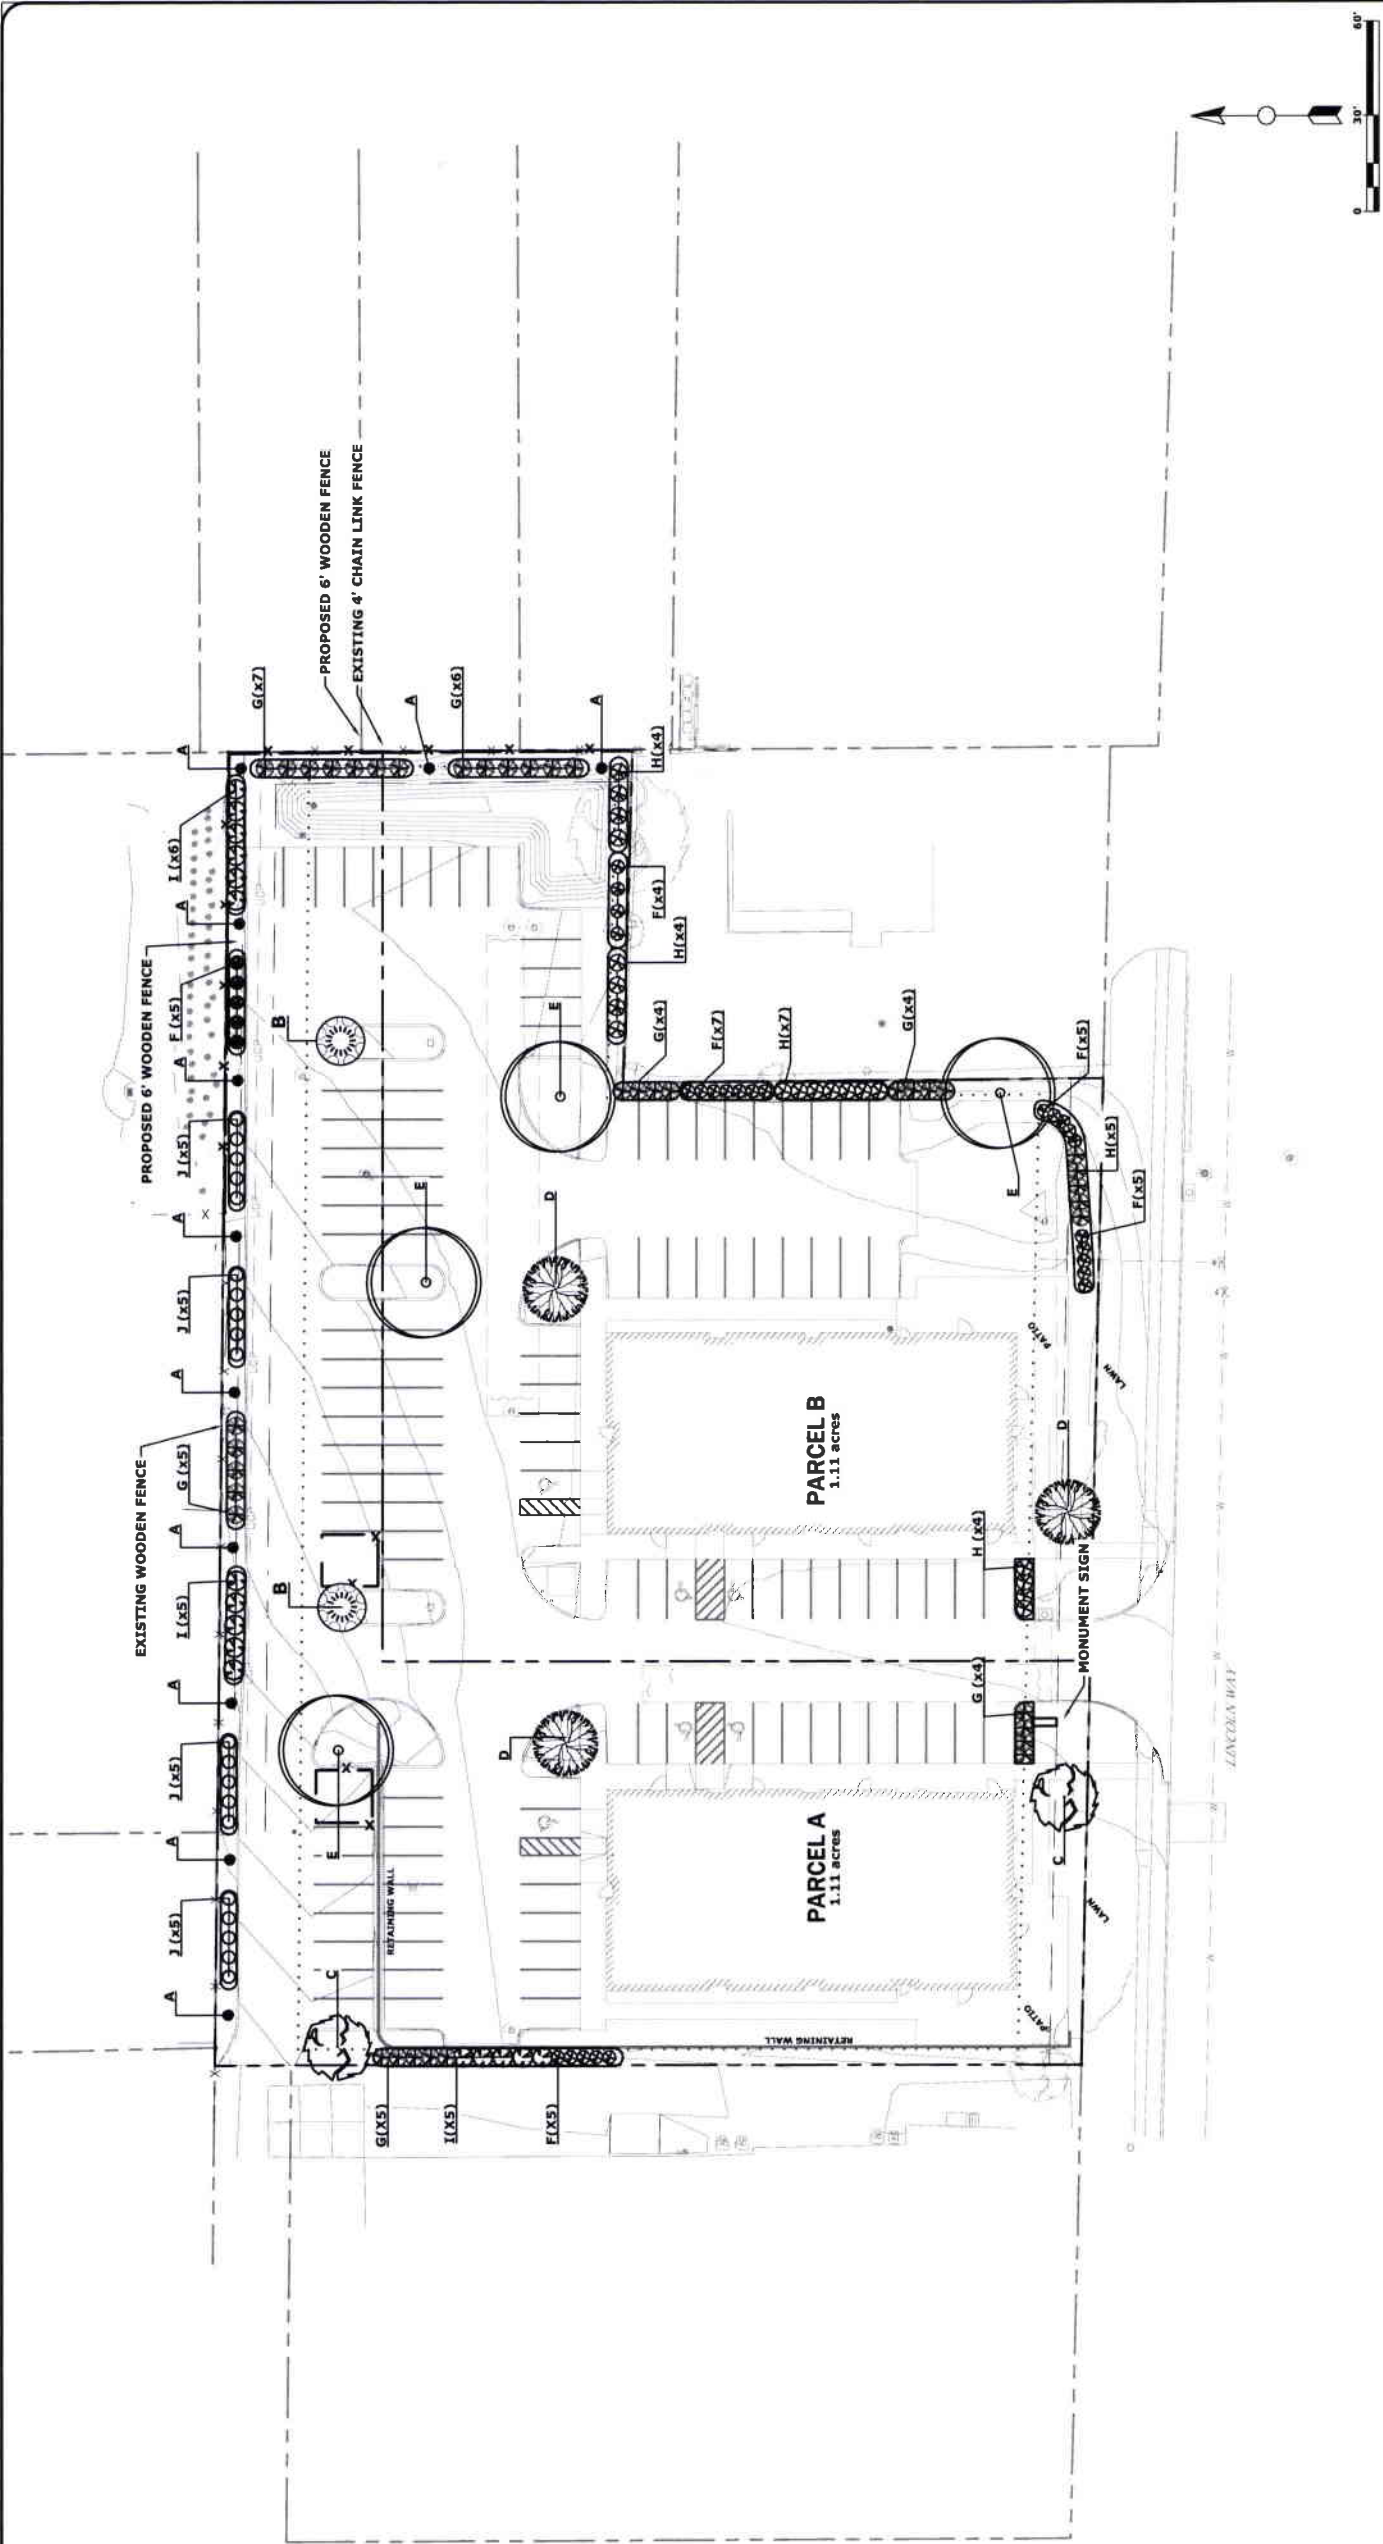 EXISTING WOODEN FENCE
PROPOSED 6' WOODEN FENCE
A
J (x5)
A
J (x5)
A
I (x5)
A
G (x5)
A
J (x5)
A
J (x5)
A
F (x5)
A
I (x6)
A
G(x7)
PROPOSED 6' WOODEN FENCE
EXISTING 4' CHAIN LINK FENCE
A
G(x6)
A
H(x4)
F(x4)
H(x4)
B
B
C
E
E
E
D
D
RETAINING WALL
G(X5)
I(X5)
F(X5)
G(x4)
F(x7)
H(x7)
G(x4)
RETAINING WALL
PARCEL A
1.11 acres
PARCEL B
1.11 acres
G (x4)
H (x4)
E
F(x5)
H(x5)
F(x5)
PATIO
LAWN
C
MONUMENT SIGN
D
PATIO
LAWN
LINCOLN WAY
0 30' 60'